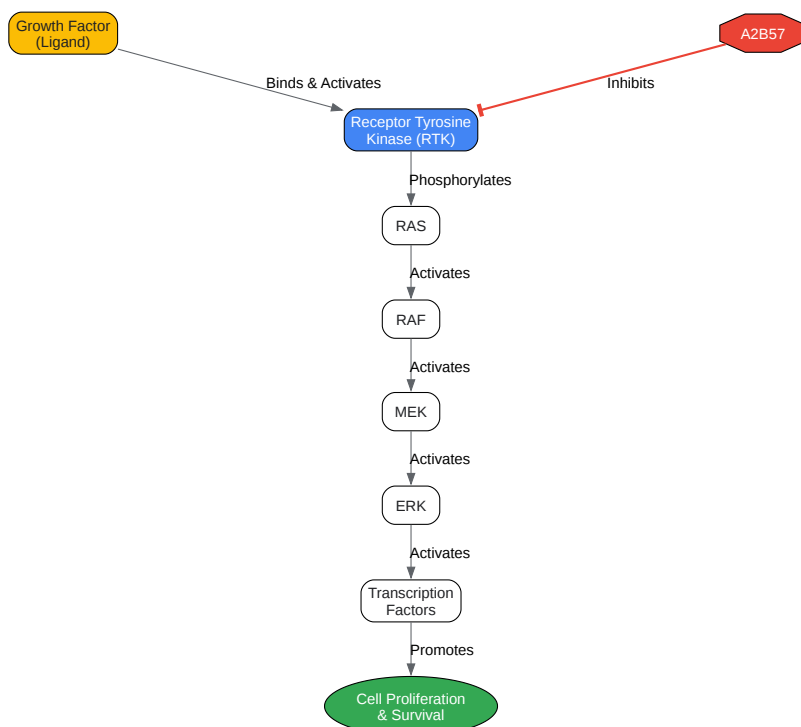 Growth Factor
(Ligand)
A2B57
Binds & Activates
Inhibits
Receptor Tyrosine
Kinase (RTK)
Phosphorylates
RAS
Activates
RAF
Activates
MEK
Activates
ERK
Activates
Transcription
Factors
Promotes
Cell Proliferation
& Survival